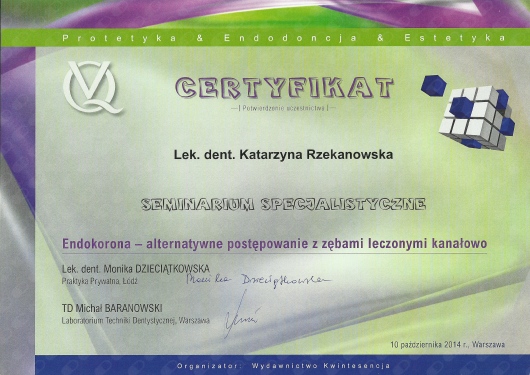 Protetyka & Endodoncja & Estetyka
CERTYFIKAT
[ Potwierdzenie uczestnictwa ]
Lek. dent. Katarzyna Rzekanowska
SEMINARIUM SPECJALISTYCZNE
Endokorona – alternatywne postępowanie z zębami leczonymi kanałowo
Lek. dent. Monika DZIECIĄTKOWSKA
Praktyka Prywatna, Łódź
Monika Dzieciątkowska
TD Michał BARANOWSKI
Laboratorium Techniki Dentystycznej, Warszawa
10 października 2014 r., Warszawa
Organizator: Wydawnictwo Kwintesencja